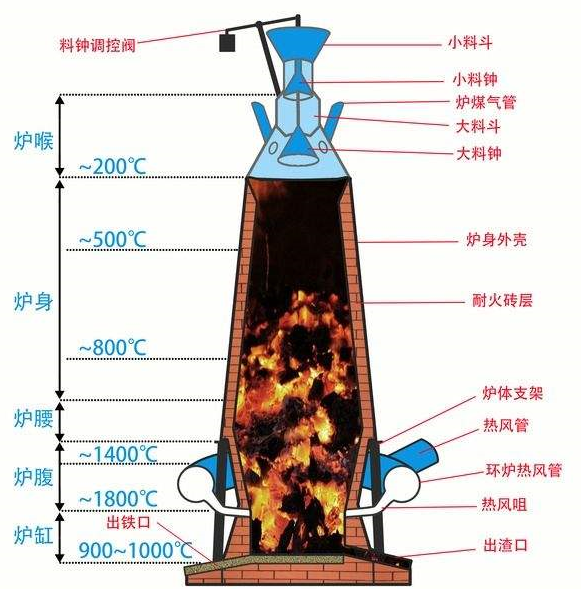 料钟调控阀
小料斗
小料钟
炉煤气管
大料斗
大料钟
炉喉
~200℃
~500℃
炉身外壳
炉身
耐火砖层
~800℃
炉体支架
炉腰
热风管
~1400℃
环炉热风管
炉腹
~1800℃
热风咀
出铁口
炉缸
900~1000℃
出渣口